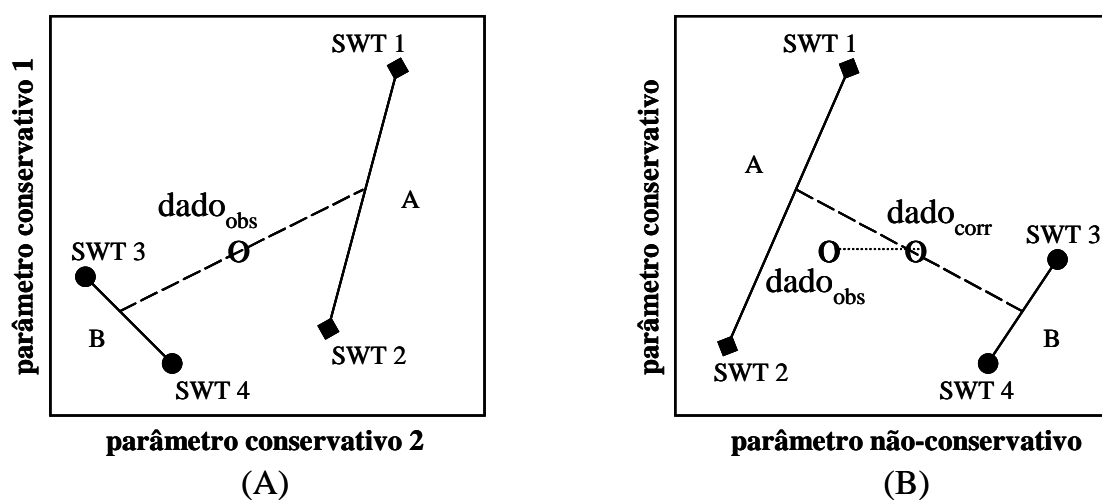 SWT 1
A
dado_obs
SWT 3
B
SWT 2
SWT 4
parâmetro conservativo 1
parâmetro conservativo 2
(A)
SWT 1
A
dado_corr
SWT 3
dado_obs
SWT 2
B
SWT 4
parâmetro conservativo
parâmetro não-conservativo
(B)